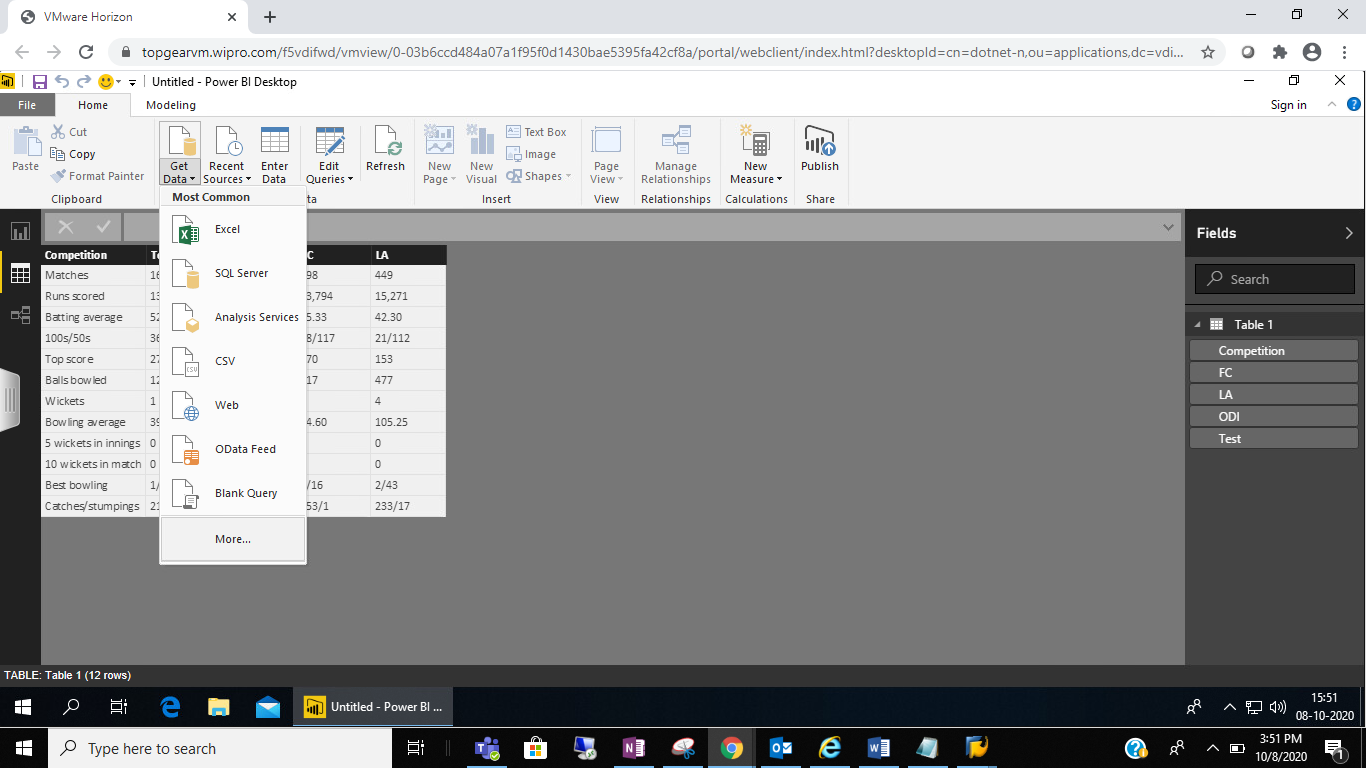 VMware Horizon
topgearvm.wipro.com/f5vdifwd/vmview/0-03b6ccd484a07a1f95f0d1430bae5395fa42cf8a/portal/webclient/index.html?desktopId=cn=dotnet-n,ou=applications,dc=vdi...
Untitled - Power BI Desktop
File Home Modeling Sign in
Paste
Cut
Copy
Format Painter
Clipboard
Get Data
Recent Sources
Enter Data
Edit Queries
Refresh
New Page
New Visual
Text Box
Image
Shapes
Insert
Page View
View
Manage Relationships
Relationships
New Measure
Calculations
Publish
Share
Most Common
Excel
SQL Server
Analysis Services
CSV
Web
OData Feed
Blank Query
More...
Competition LA
Matches 449
Runs scored 15,271
Batting average 42.30
100s/50s 21/112
Top score 153
Balls bowled 477
Wickets 1 4
Bowling average 105.25
5 wickets in innings 0 0
10 wickets in match 0 0
Best bowling 2/43
Catches/stumpings 233/17
Fields
Search
Table 1
Competition
FC
LA
ODI
Test
TABLE: Table 1 (12 rows)
Untitled - Power BI ...
15:51
08-10-2020
Type here to search
3:51 PM
10/8/2020